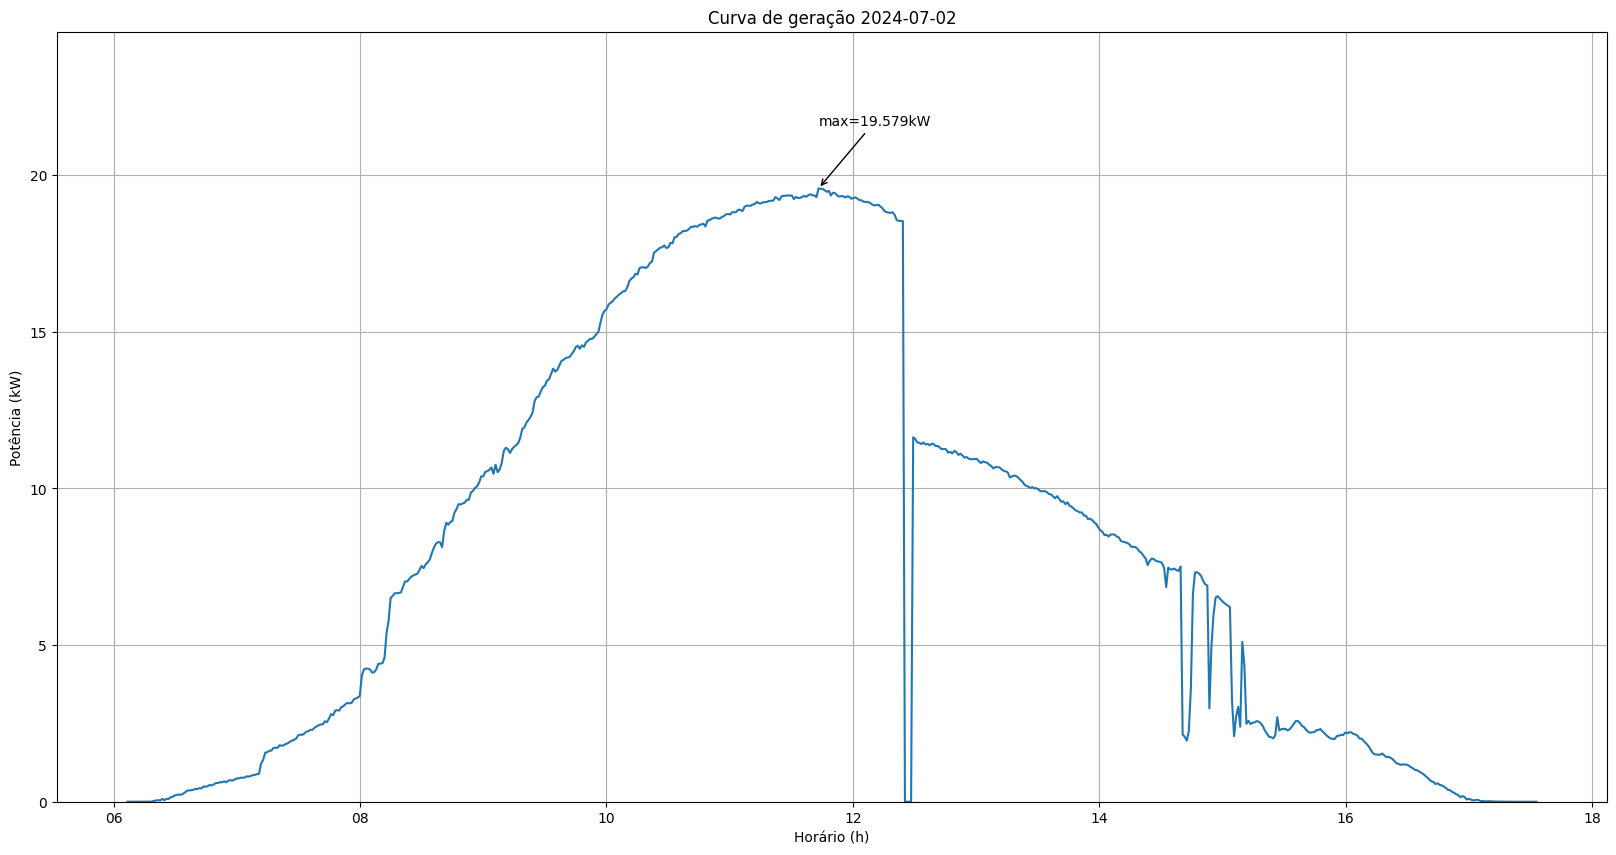 Curva de geração 2024-07-02
max=19.579kW
20
15
10
5
0
Potência (kW)
06 08 10 12 14 16 18
Horário (h)